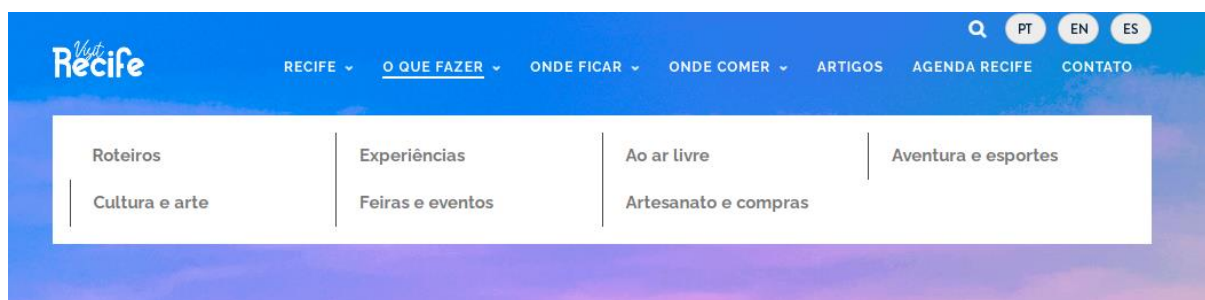 Visit
Recife
PT EN ES
RECIFE O QUE FAZER ONDE FICAR ONDE COMER ARTIGOS AGENDA RECIFE CONTATO
Roteiros Experiências Ao ar livre Aventura e esportes
Cultura e arte Feiras e eventos Artesanato e compras